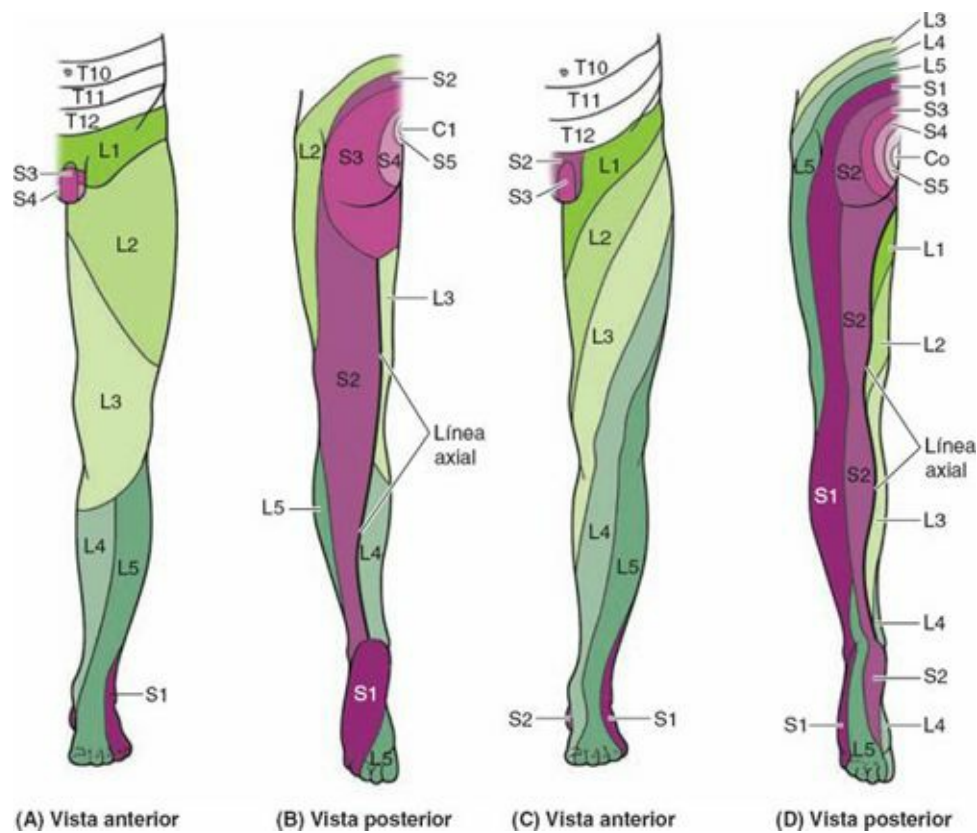 T10
T11
T12
L1
S3
S4
L2
L3
L4
L5
S1
(A) Vista anterior
S2
C1
S5
L2
S3
S4
L3
S2
Línea
axial
L5
L4
S1
L5
(B) Vista posterior
T10
T11
T12
S2
S3
L1
L2
L3
L4
L5
S2
S1
(C) Vista anterior
L3
L4
L5
S1
S3
S4
Co
S5
L5
S2
L1
S2
L2
Línea
axial
S2
S1
L3
L4
S2
S1
L4
L5
(D) Vista posterior